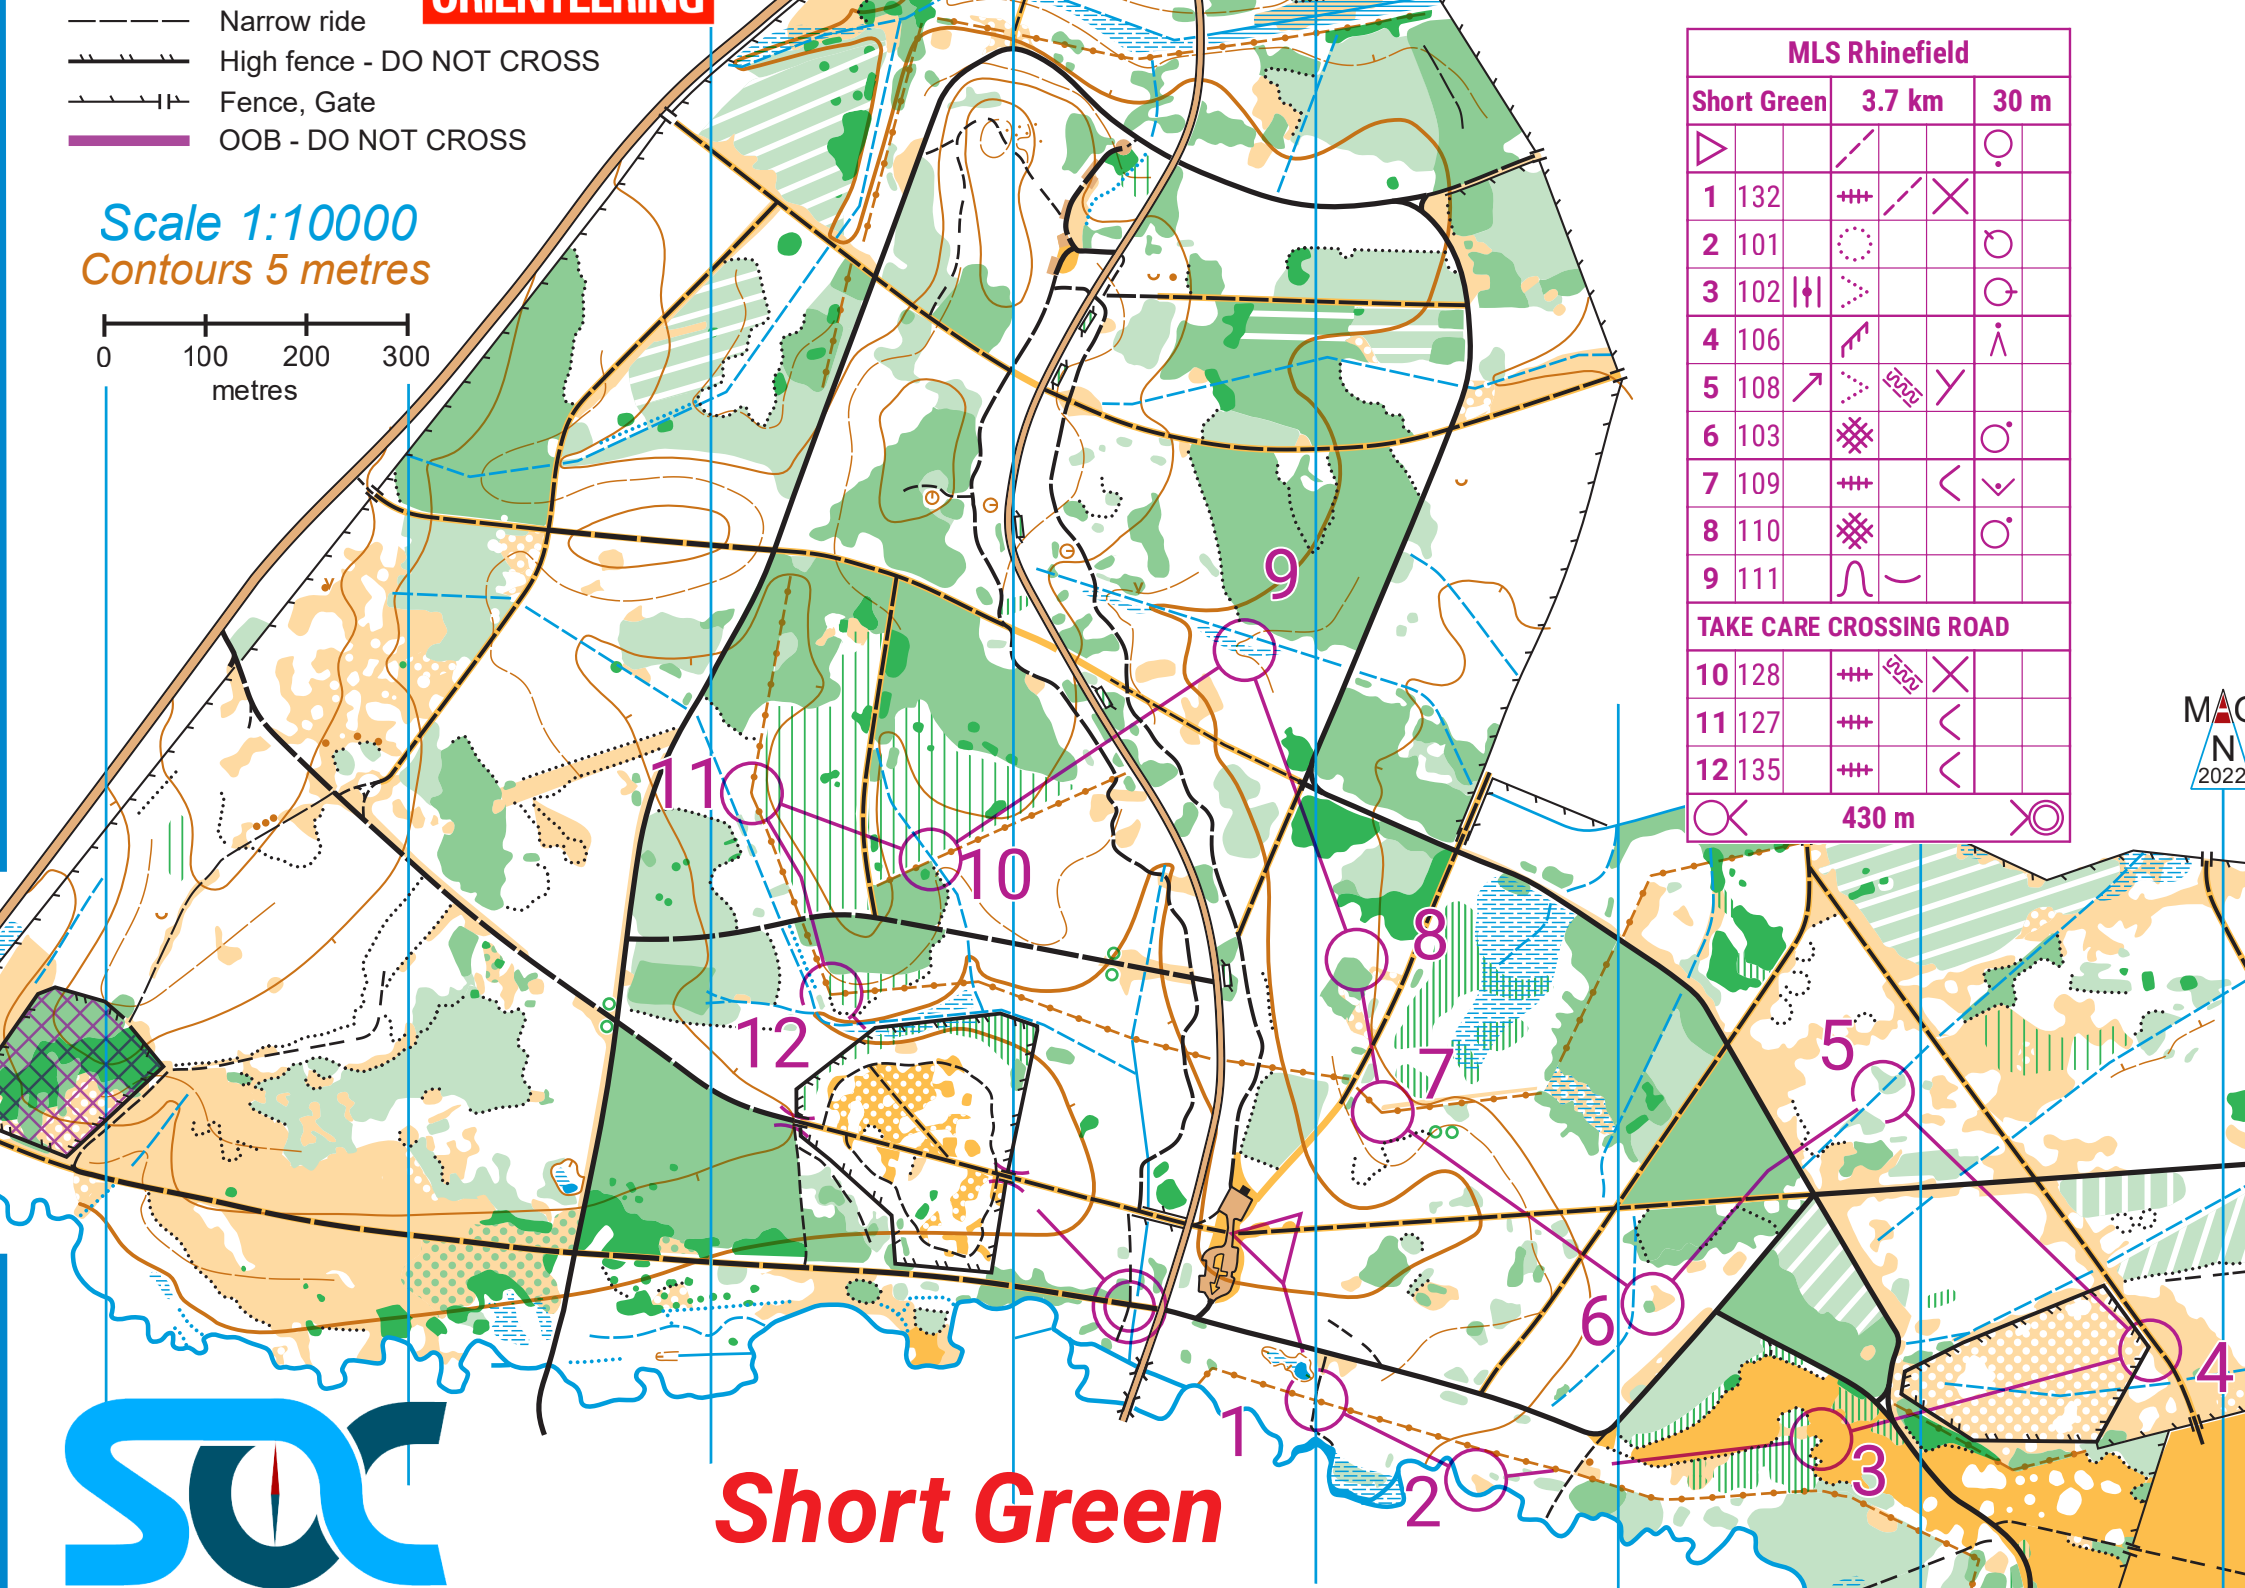 ORIENTEERING
Narrow ride
High fence - DO NOT CROSS
Fence, Gate
OOB - DO NOT CROSS
Scale 1:10000
Contours 5 metres
0 100 200 300
metres
MLS Rhinefield
Short Green 3.7 km 30 m
1 132
2 101
3 102
4 106
5 108
6 103
7 109
8 110
9 111
TAKE CARE CROSSING ROAD
10 128
11 127
12 135
430 m
N
2022
9
11
10
8
12
7
5
6
4
1
2
3
SOC
Short Green